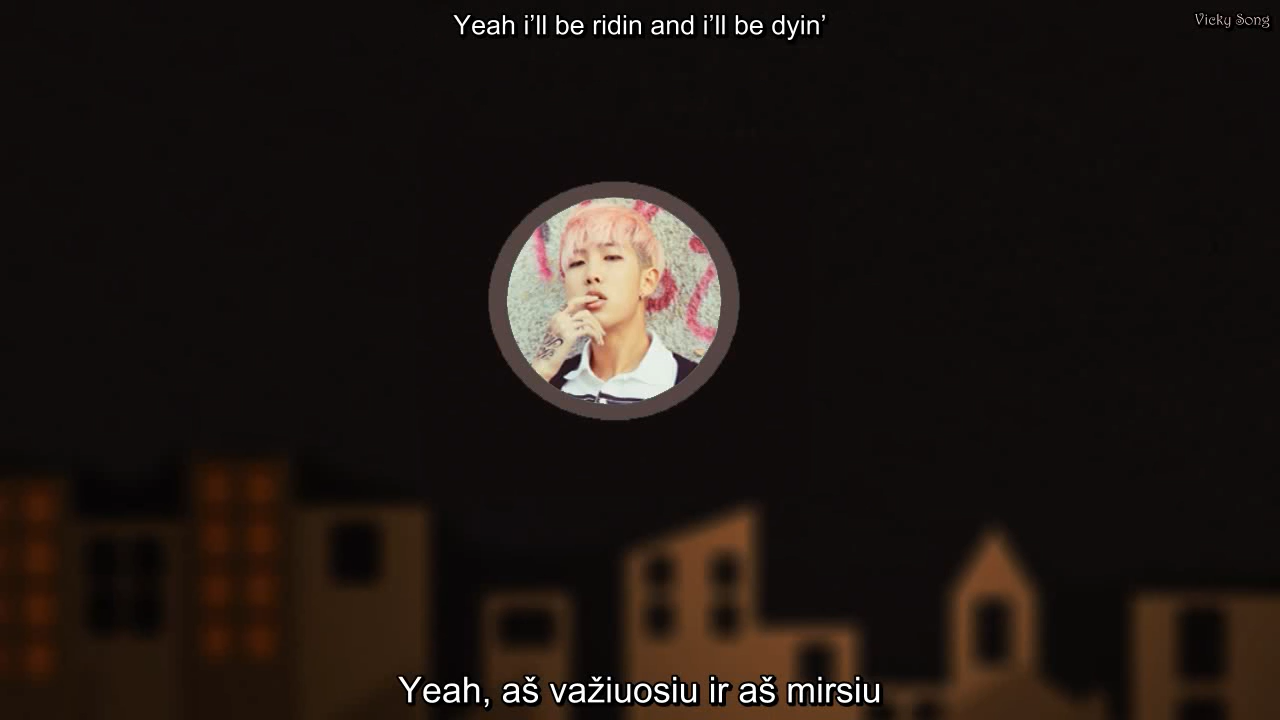 Yeah i’ll be ridin and i’ll be dyin’
Vicky Song
Yeah, aš važiuosiu ir aš mirsiu